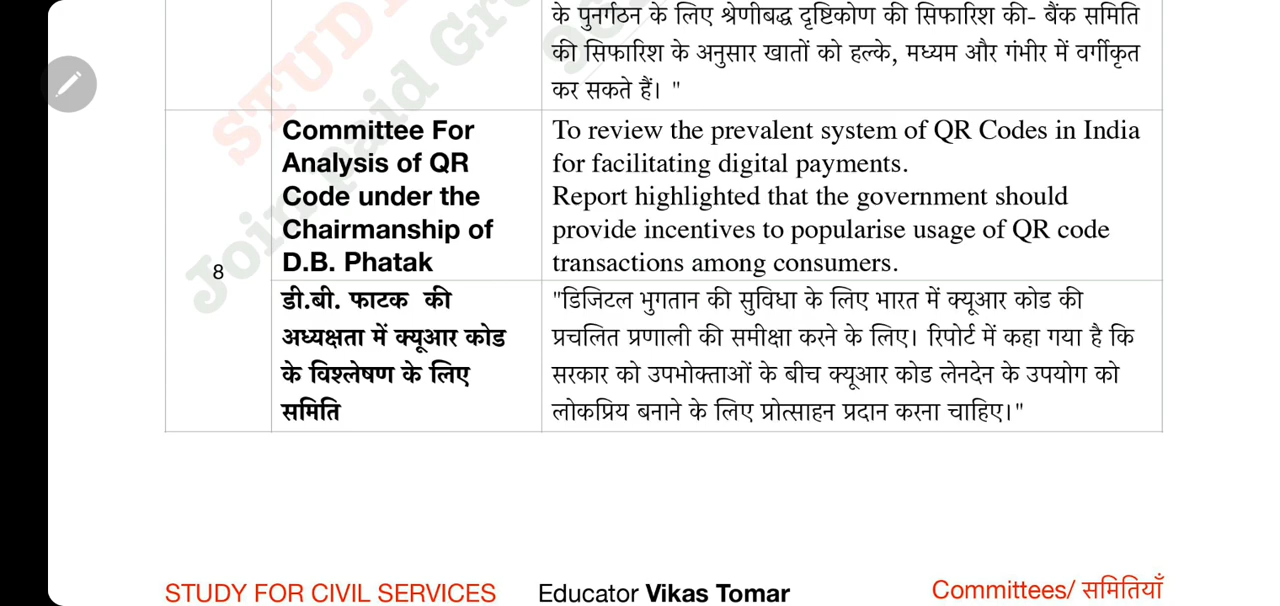 के पुनर्गठन के लिए श्रेणीबद्ध दृष्टिकोण की सिफारिश की- बैंक समिति
की सिफारिश के अनुसार खातों को हल्के, मध्यम और गंभीर में वर्गीकृत
कर सकते हैं। "
8
Committee For
Analysis of QR
Code under the
Chairmanship of
D.B. Phatak
To review the prevalent system of QR Codes in India
for facilitating digital payments.
Report highlighted that the government should
provide incentives to popularise usage of QR code
transactions among consumers.
डी.बी. फाटक की
अध्यक्षता में क्यूआर कोड
के विश्लेषण के लिए
समिति
"डिजिटल भुगतान की सुविधा के लिए भारत में क्यूआर कोड की
प्रचलित प्रणाली की समीक्षा करने के लिए। रिपोर्ट में कहा गया है कि
सरकार को उपभोक्ताओं के बीच क्यूआर कोड लेनदेन के उपयोग को
लोकप्रिय बनाने के लिए प्रोत्साहन प्रदान करना चाहिए।"
Join paid
STUDY FOR CIVIL SERVICES Educator Vikas Tomar Committees/ समितियाँ